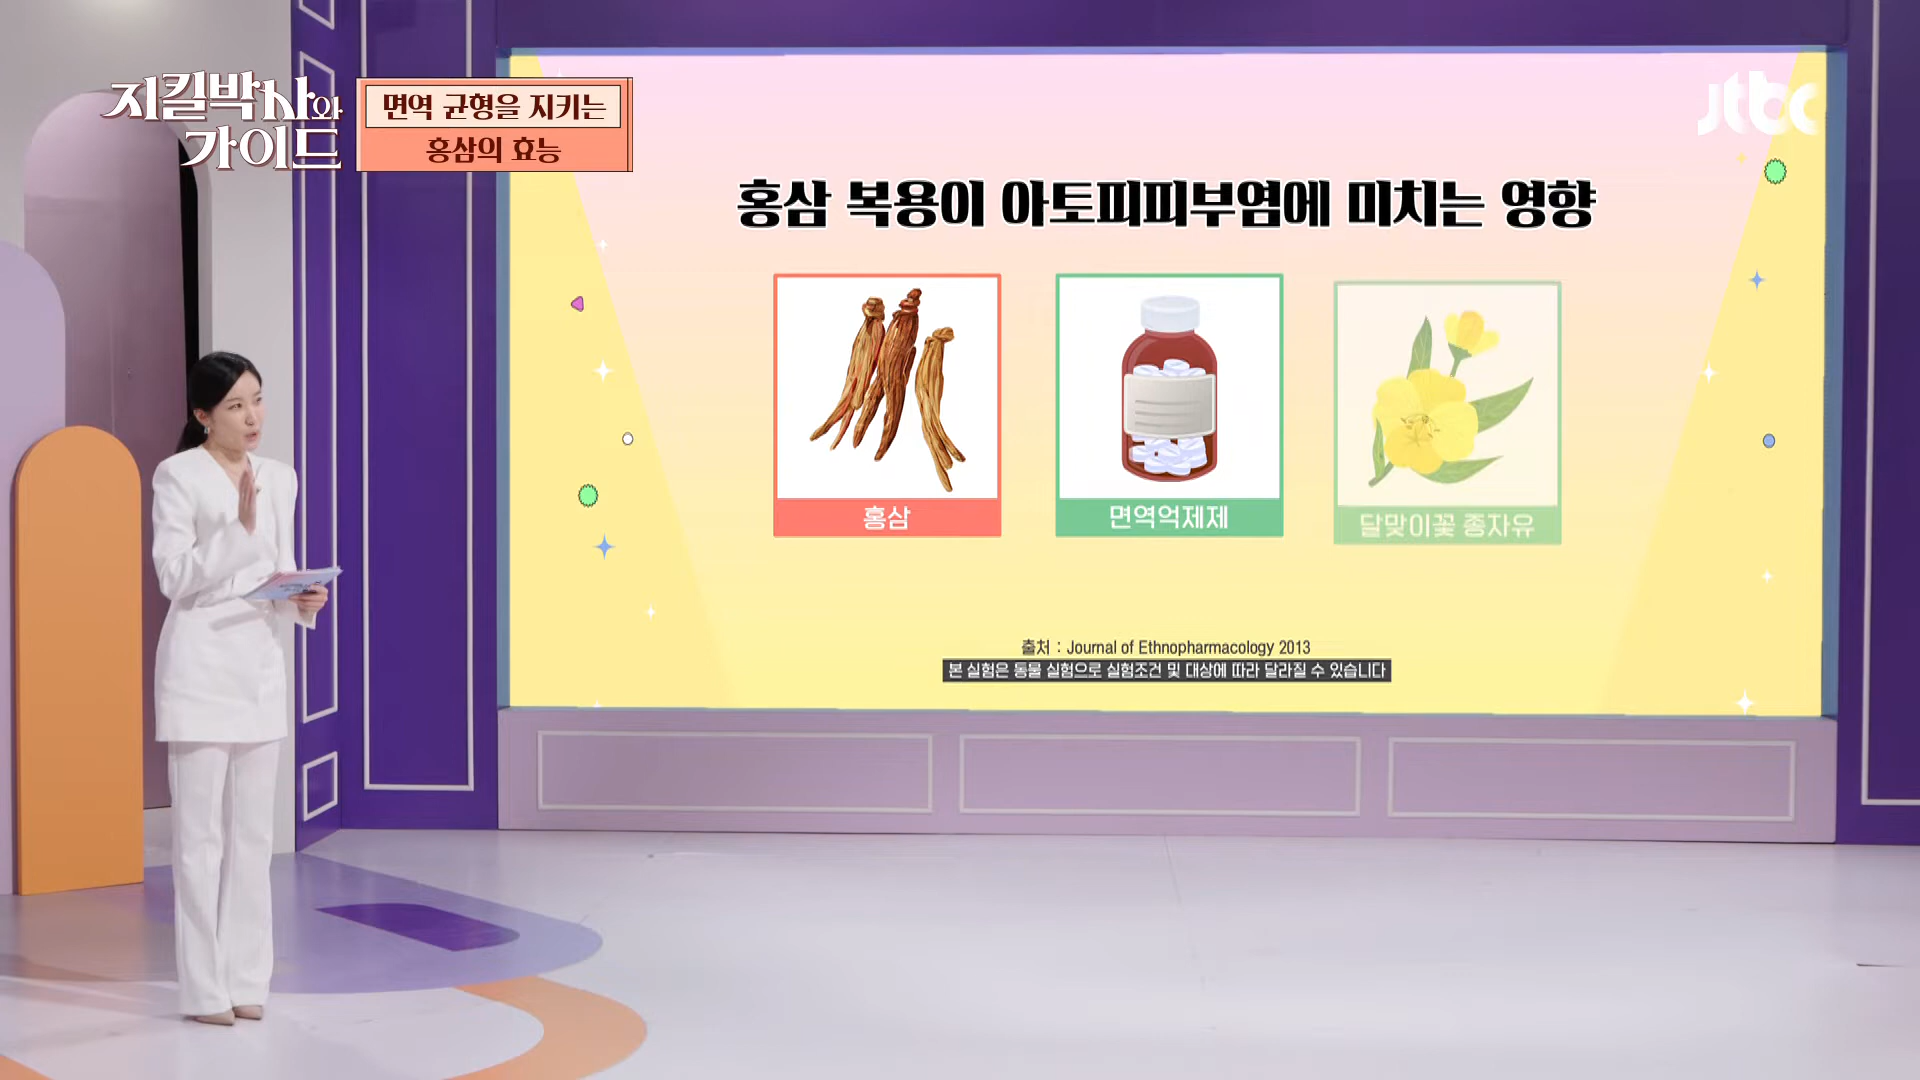 지킬박사와
가이드
면역 균형을 지키는
홍삼의 효능
jtbc
홍삼 복용이 아토피피부염에 미치는 영향
홍삼
면역억제제
달맞이꽃 종자유
출처 : Journal of Ethnopharmacology 2013
본 실험은 동물 실험으로 실험조건 및 대상에 따라 달라질 수 있습니다